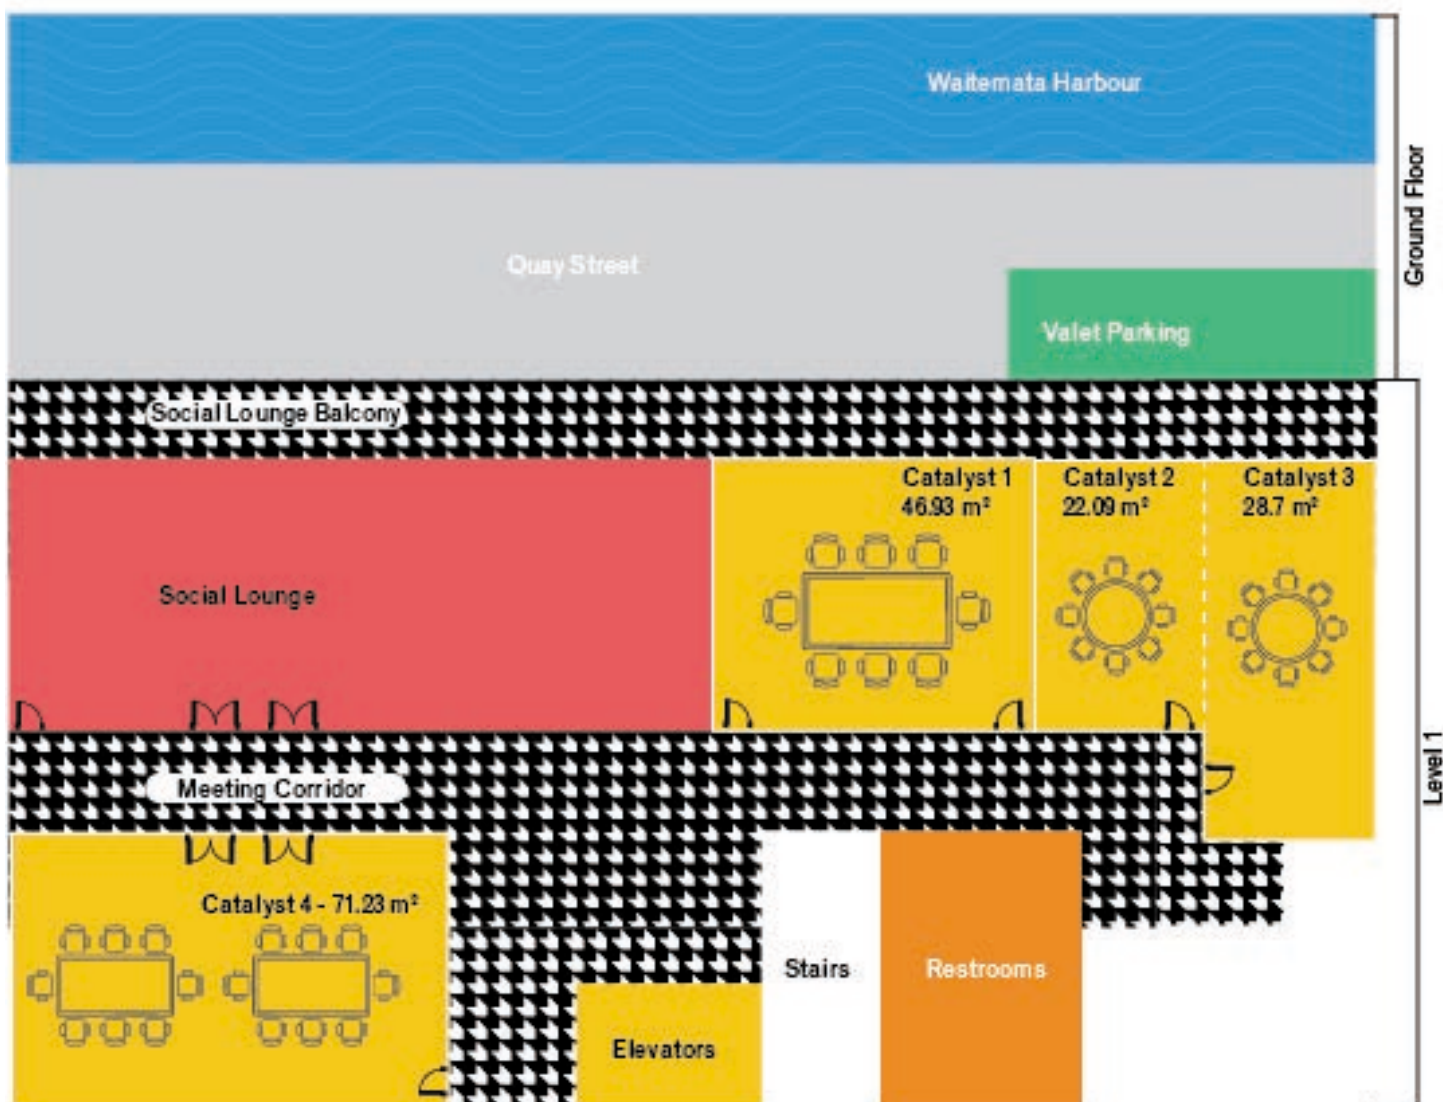 Waitemata Harbour
Ground Floor
Quay Street
Valet Parking
Social Lounge Balcony
Catalyst 1
46.93 m²
Catalyst 2
22.09 m²
Catalyst 3
28.7 m²
Social Lounge
Level 1
Meeting Corridor
Catalyst 4 - 71.23 m²
Stairs
Restrooms
Elevators